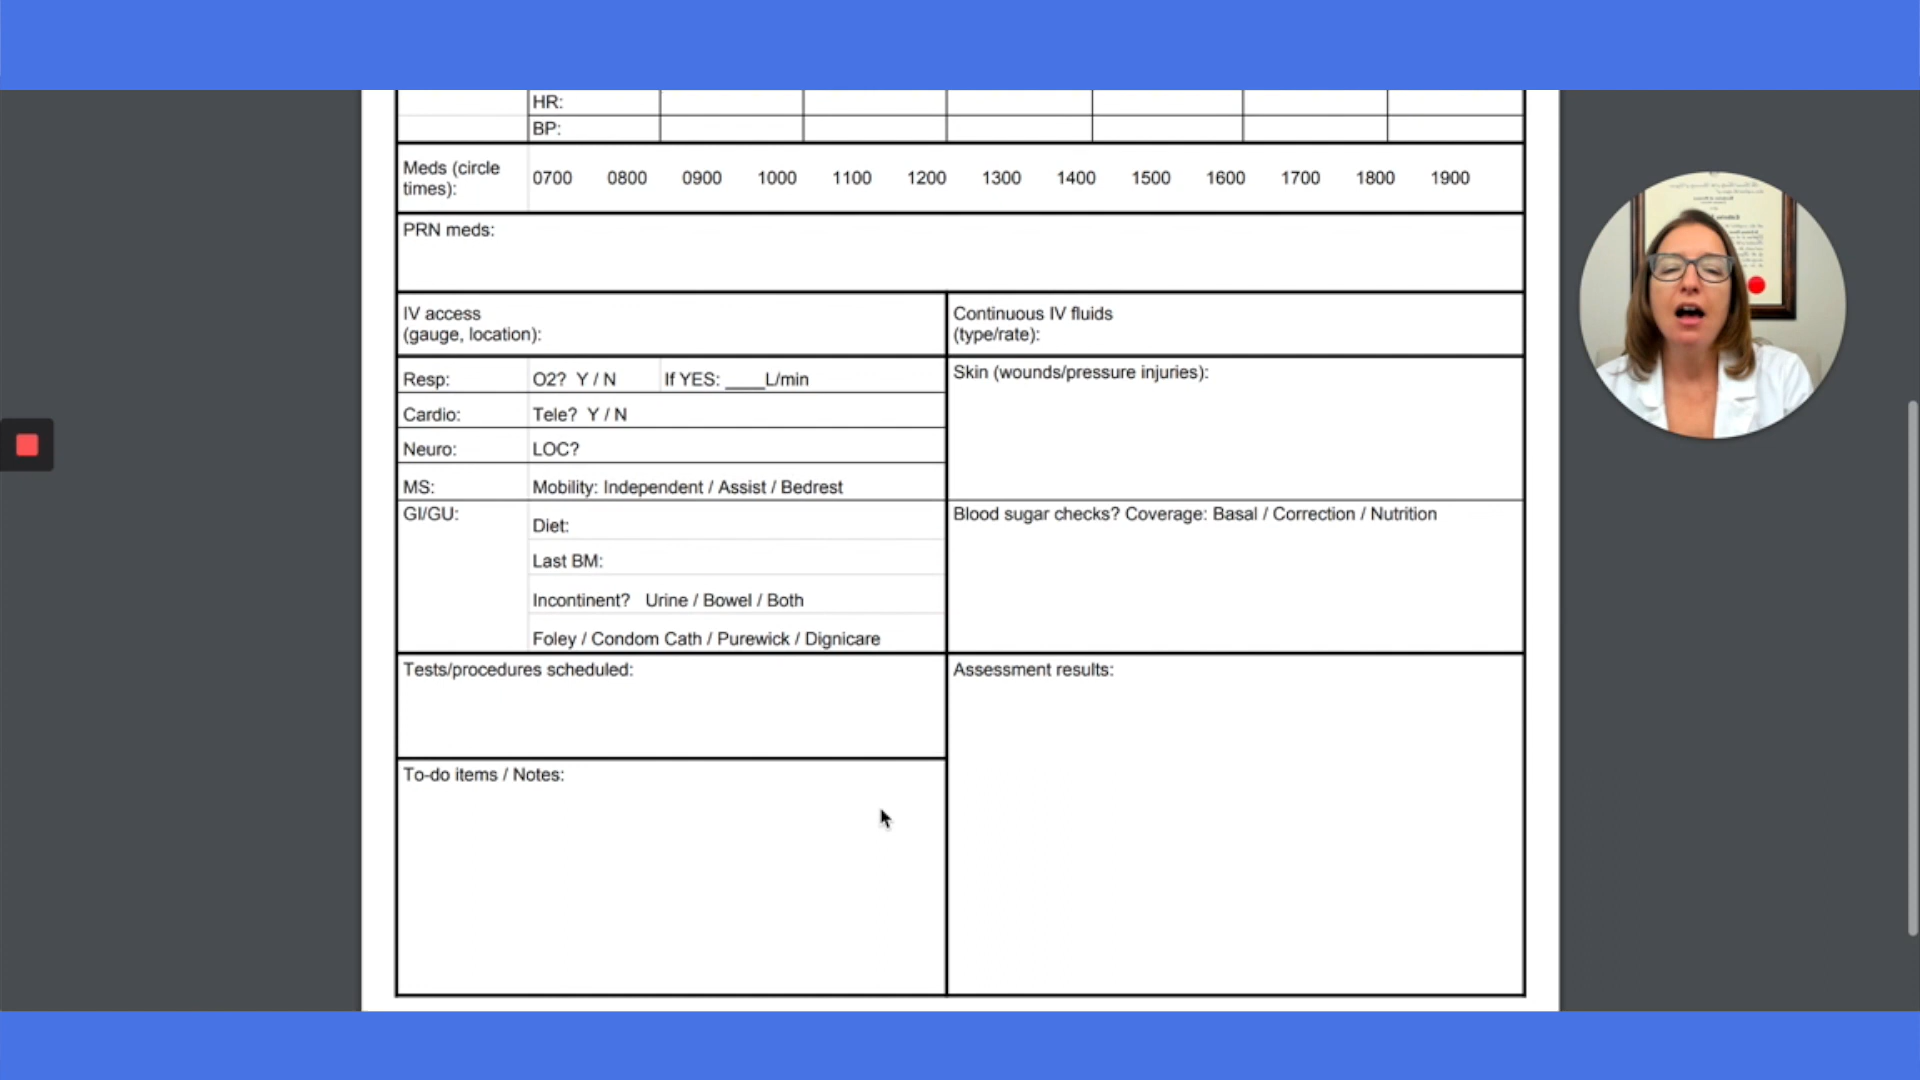 HR:
BP:
Meds (circle
times):
0700 0800 0900 1000 1100 1200 1300 1400 1500 1600 1700 1800 1900
PRN meds:
IV access
(gauge, location):
Continuous IV fluids
(type/rate):
Resp: O2? Y / N If YES: ____L/min
Skin (wounds/pressure injuries):
Cardio: Tele? Y / N
Neuro: LOC?
MS: Mobility: Independent / Assist / Bedrest
GI/GU:
Diet:
Last BM:
Incontinent? Urine / Bowel / Both
Foley / Condom Cath / Purewick / Dignicare
Blood sugar checks? Coverage: Basal / Correction / Nutrition
Tests/procedures scheduled:
Assessment results:
To-do items / Notes: